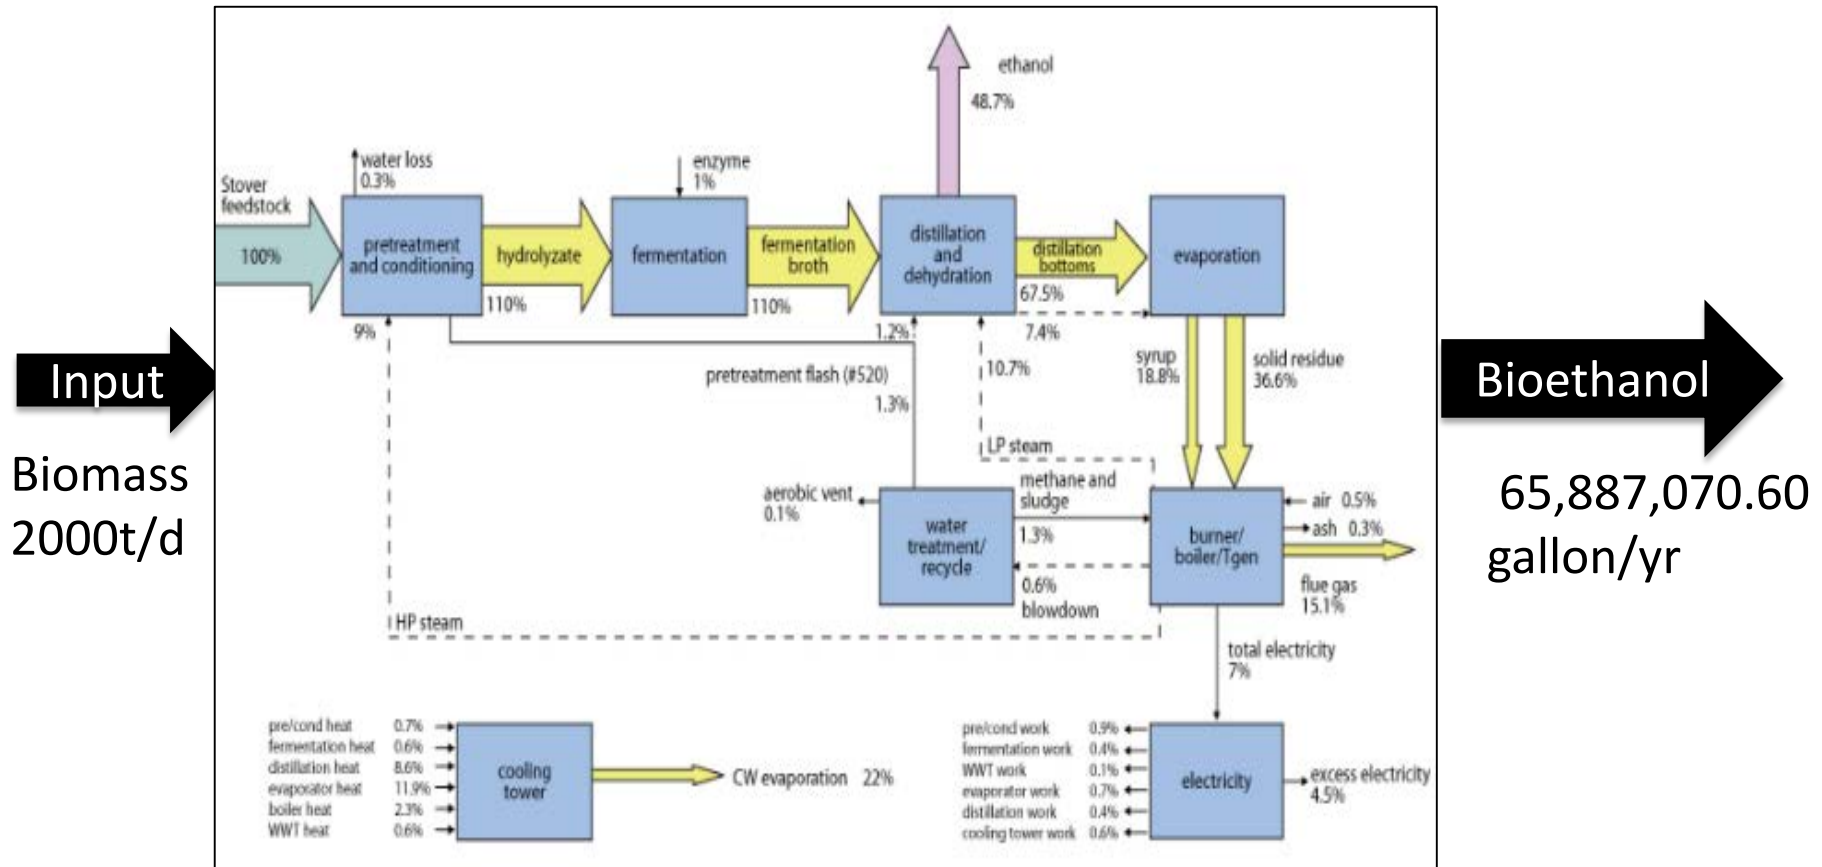 ethanol
48.7%
water loss
0.3%
enzyme
1%
Stover
feedstock
100%
pretreatment
and conditioning
hydrolyzate
110%
fermentation
fermentation
broth
110%
distillation
and
dehydration
distillation
bottoms
67.5%
7.4%
evaporation
9%
1.2%
10.7%
pretreatment flash (#520)
1.3%
syrup
18.8%
solid residue
36.6%
Input
Biomass
2000t/d
Bioethanol
65,887,070.60
gallon/yr
LP steam
aerobic vent
0.1%
water
treatment/
recycle
methane and
sludge
1.3%
0.6%
blowdown
burner/
boiler/Tgen
air 0.5%
ash 0.3%
flue gas
15.1%
HP steam
total electricity
7%
pre/cond heat 0.7%
fermentation heat 0.6%
distillation heat 8.6%
evaporator heat 11.9%
boiler heat 2.3%
WWT heat 0.6%
cooling
tower
CW evaporation 22%
pre/cond work 0.9%
fermentation work 0.4%
WWT work 0.1%
evaporator work 0.7%
distillation work 0.4%
cooling tower work 0.6%
electricity
excess electricity
4.5%